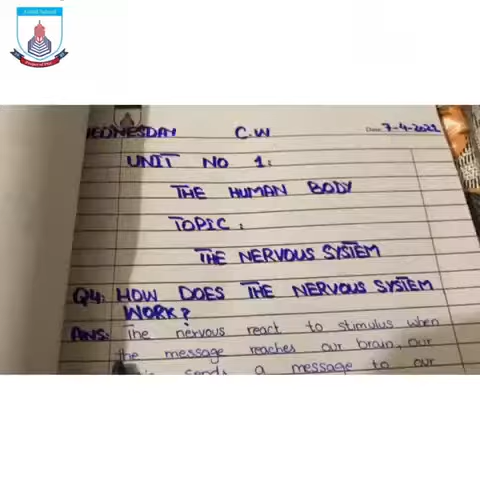 WEDNESDAY C.W Date: 7-4-2021
UNIT NO 1:
THE HUMAN BODY
TOPIC:
THE NERVOUS SYSTEM
Q4: HOW DOES THE NERVOUS SYSTEM
WORK?
Ans: The nervous react to stimulus when
the message reaches our brain, our
sends a message to our